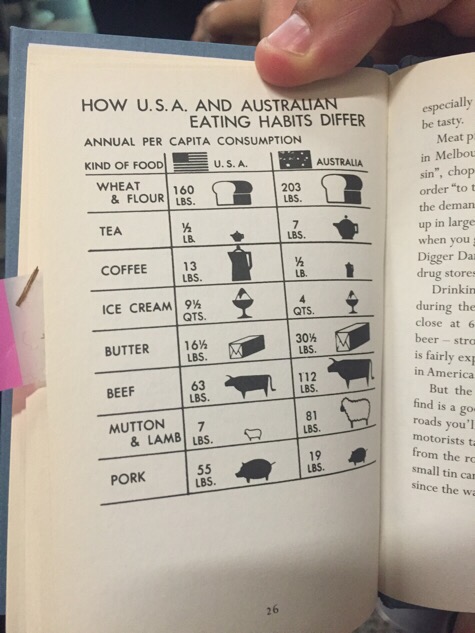 HOW U.S.A. AND AUSTRALIAN
EATING HABITS DIFFER
ANNUAL PER CAPITA CONSUMPTION
KIND OF FOOD U.S.A. AUSTRALIA
WHEAT & FLOUR 160 LBS. 203 LBS.
TEA ½ LB. 7 LBS.
COFFEE 13 LBS. ½ LB.
ICE CREAM 9½ QTS. 4 QTS.
BUTTER 16½ LBS. 30½ LBS.
BEEF 63 LBS. 112 LBS.
MUTTON & LAMB 7 LBS. 81 LBS.
PORK 55 LBS. 19 LBS.
26
especially
be tasty.
Meat p
in Melbou
sin", chop
order "to t
the deman
up in large
when you g
Digger Da
drug stores
Drinkin
during the
close at 6
beer – stro
is fairly exp
in America
But the
find is a goo
roads you'll
motorists ta
from the ro
small tin can
since the wa